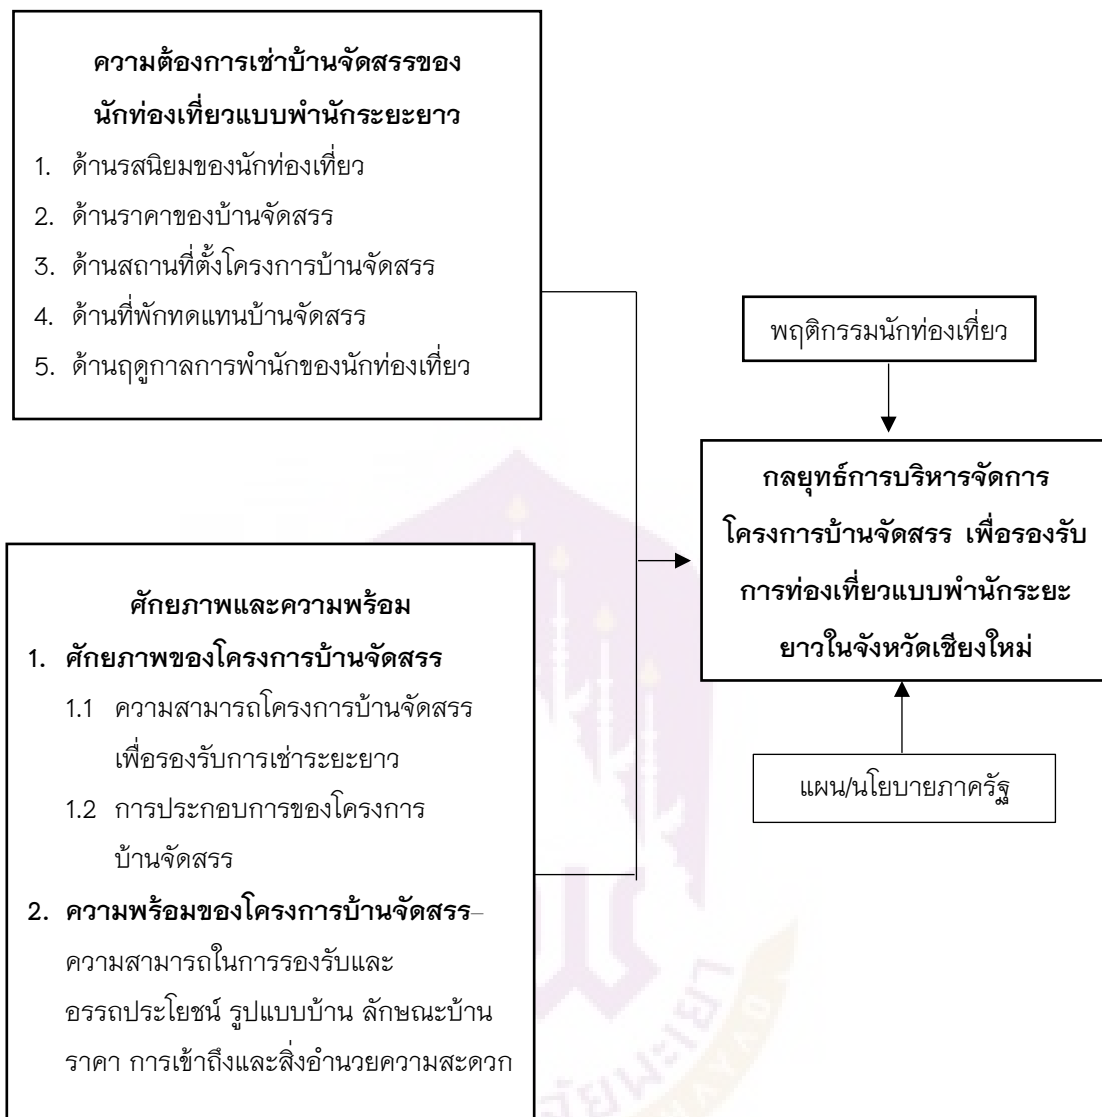 ความต้องการเช่าบ้านจัดสรรของ
นักท่องเที่ยวแบบพำนักระยะยาว
1. ด้านรสนิยมของนักท่องเที่ยว
2. ด้านราคาของบ้านจัดสรร
3. ด้านสถานที่ตั้งโครงการบ้านจัดสรร
4. ด้านที่พักทดแทนบ้านจัดสรร
5. ด้านฤดูกาลการพำนักของนักท่องเที่ยว
ศักยภาพและความพร้อม
1. ศักยภาพของโครงการบ้านจัดสรร
1.1 ความสามารถโครงการบ้านจัดสรร
เพื่อรองรับการเช่าระยะยาว
1.2 การประกอบการของโครงการ
บ้านจัดสรร
2. ความพร้อมของโครงการบ้านจัดสรร–
ความสามารถในการรองรับและ
อรรถประโยชน์ รูปแบบบ้าน ลักษณะบ้าน
ราคา การเข้าถึงและสิ่งอำนวยความสะดวก
พฤติกรรมนักท่องเที่ยว
กลยุทธ์การบริหารจัดการ
โครงการบ้านจัดสรร เพื่อรองรับ
การท่องเที่ยวแบบพำนักระยะ
ยาวในจังหวัดเชียงใหม่
แผน/นโยบายภาครัฐ